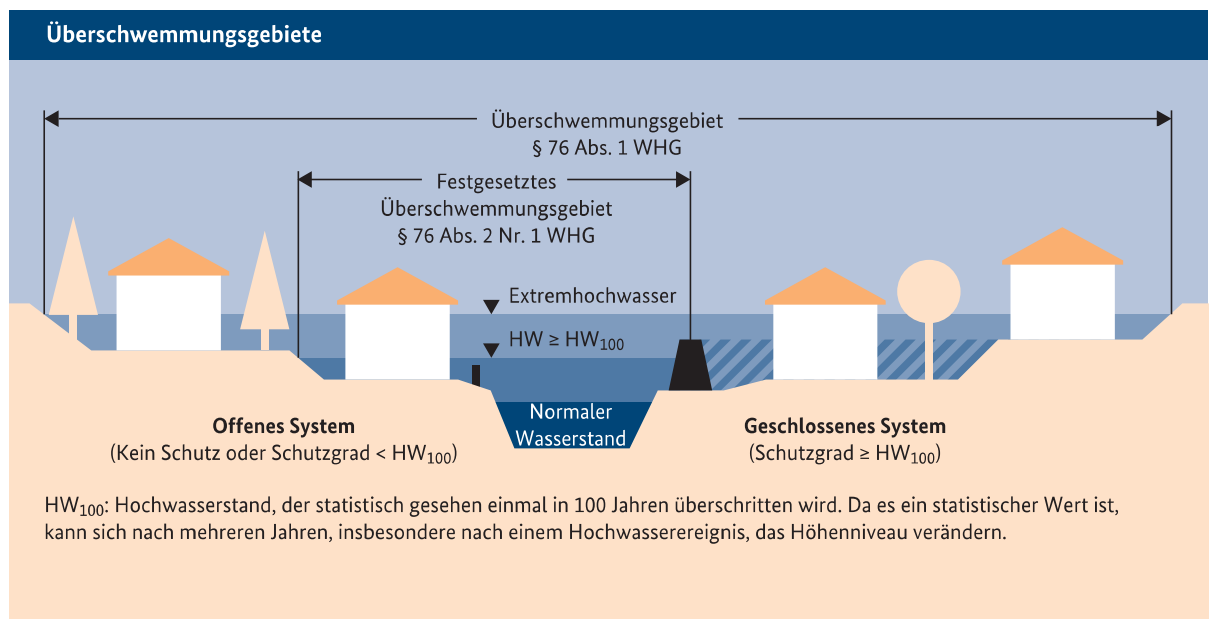 Überschwemmungsgebiete
Überschwemmungsgebiet
§ 76 Abs. 1 WHG
Festgesetztes
Überschwemmungsgebiet
§ 76 Abs. 2 Nr. 1 WHG
Extremhochwasser
HW ≥ HW₁₀₀
Normaler
Wasserstand
Offenes System
(Kein Schutz oder Schutzgrad < HW₁₀₀)
Geschlossenes System
(Schutzgrad ≥ HW₁₀₀)
HW₁₀₀: Hochwasserstand, der statistisch gesehen einmal in 100 Jahren überschritten wird. Da es ein statistischer Wert ist,
kann sich nach mehreren Jahren, insbesondere nach einem Hochwasserereignis, das Höhenniveau verändern.